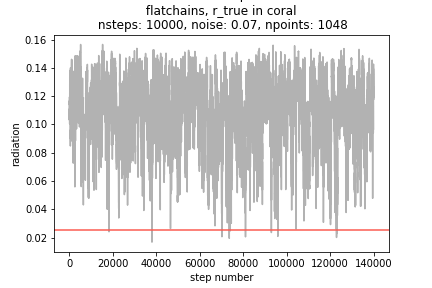 flatchains, r_true in coral
nsteps: 10000, noise: 0.07, npoints: 1048
0.16
0.14
0.12
0.10
0.08
0.06
0.04
0.02
radiation
0 20000 40000 60000 80000 100000 120000 140000
step number